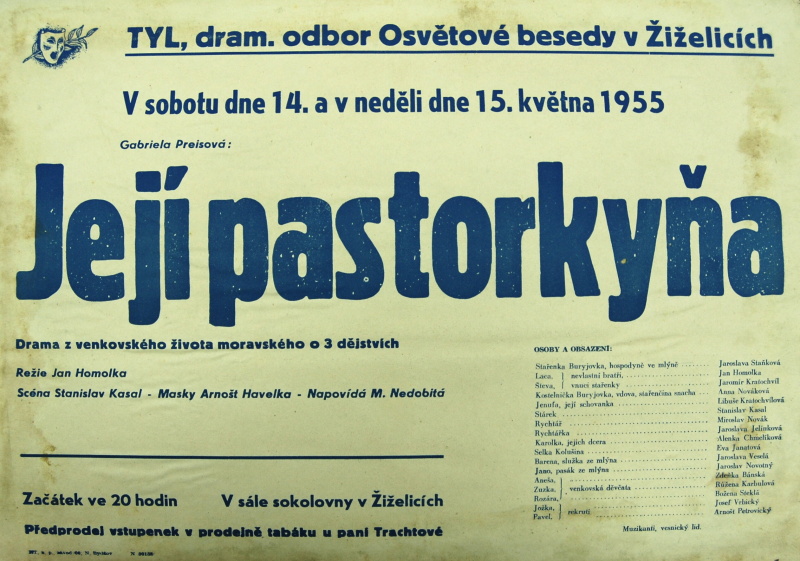 TYL, dram. odbor Osvětové besedy v Žiželicích
V sobotu dne 14. a v neděli dne 15. května 1955
Gabriela Preisová:
Její pastorkyňa
Drama z venkovského života moravského o 3 dějstvích
Režie Jan Homolka
Scéna Stanislav Kasal - Masky Arnošt Havelka - Napovídá M. Nedobitá
OSOBY A OBSAZENÍ:
Stařenka Buryjovka, hospodyně ve mlýně ........ Jaroslava Staňková
Laca, } nevlastní bratři, ........ Jan Homolka
Števa, } vnuci stařenky ........ Jaromír Kratochvíl
Kostelnička Buryjovka, vdova, stařenčina snacha ........ Anna Nováková
Jenufa, její schovanka ........ Libuše Kratochvílová
Stárek ........ Stanislav Kasal
Rychtář ........ Miroslav Novák
Rychtářka ........ Jaroslava Jelínková
Karolka, jejich dcera ........ Alenka Chmelíková
Selka Kolušina ........ Eva Janatová
Barena, služka ze mlýna ........ Jaroslava Veselá
Jano, pasák ze mlýna ........ Jaroslav Novotný
Aneša, } ........ Zdeňka Bánská
Zuzka, } venkovská děvčata ........ Růžena Karbulová
Rozára, } ........ Božena Steklá
Jožka, } ........ Josef Vrbický
Pavel, } rekruti ........ Arnošt Petrovický
Muzikanti, vesnický lid.
Začátek ve 20 hodin V sále sokolovny v Žiželicích
Předprodej vstupenek v prodejně tabáku u paní Trachtové